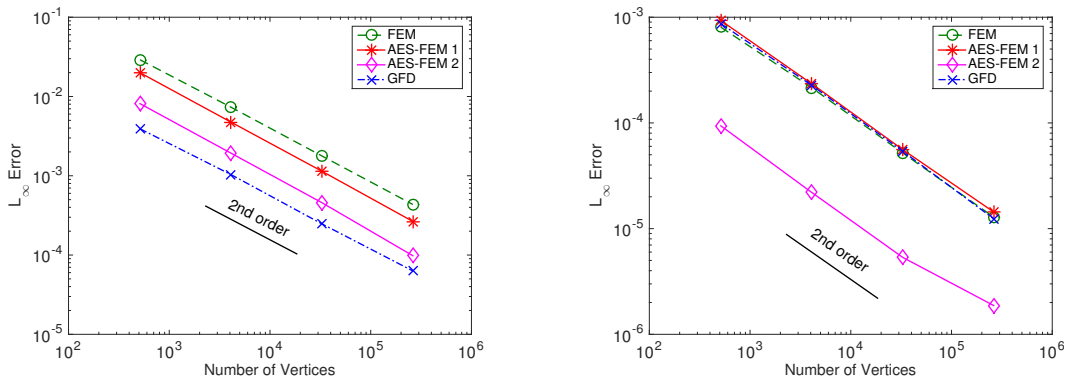 10^-1
10^-2
10^-3
10^-4
10^-5
L∞ Error
FEM
AES-FEM 1
AES-FEM 2
GFD
2nd order
10^2
10^3
10^4
10^5
10^6
Number of Vertices
10^-3
10^-4
10^-5
10^-6
L∞ Error
FEM
AES-FEM 1
AES-FEM 2
GFD
2nd order
10^2
10^3
10^4
10^5
10^6
Number of Vertices